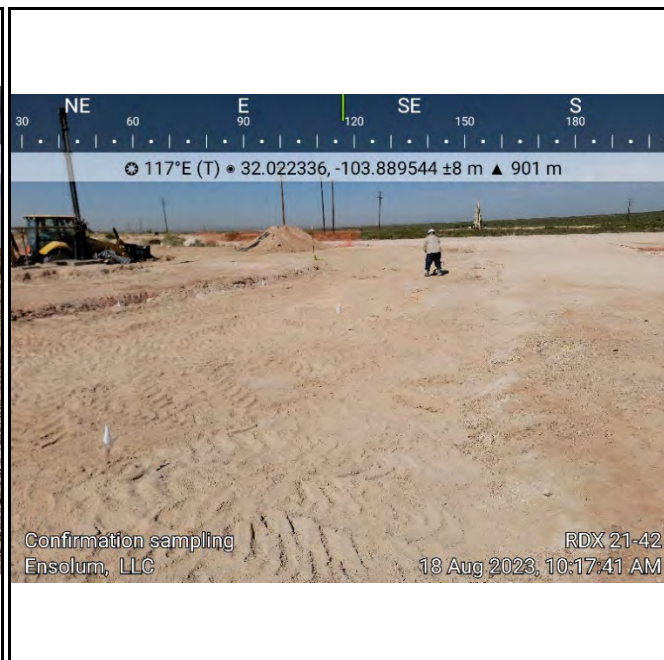 NE E SE S
30 60 90 120 150 180
117°E (T) ● 32.022336, -103.889544 ±8 m ▲ 901 m
Confirmation sampling RDX 21-42
Ensolum, LLC 18 Aug 2023, 10:17:41 AM